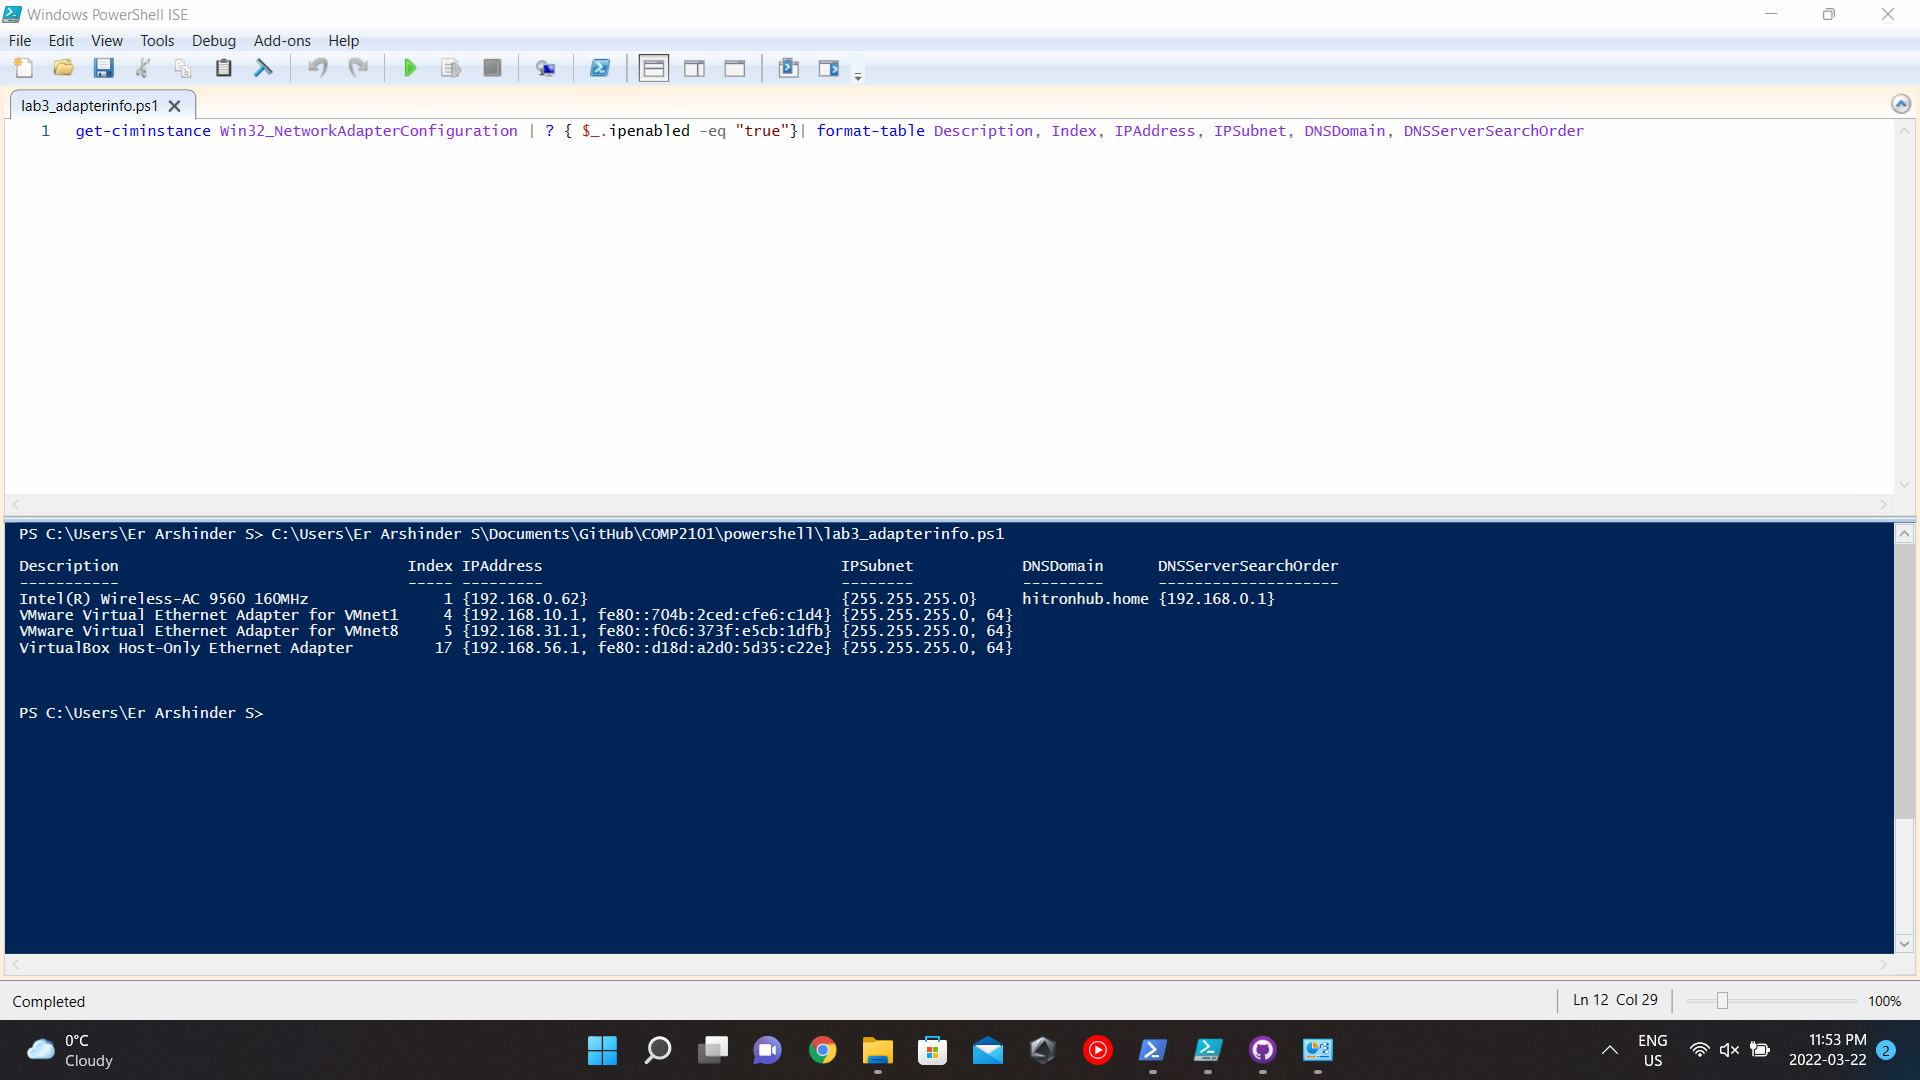 Windows PowerShell ISE
File Edit View Tools Debug Add-ons Help
lab3_adapterinfo.ps1
1 get-ciminstance Win32_NetworkAdapterConfiguration | ? { $_.ipenabled -eq "true"}| format-table Description, Index, IPAddress, IPSubnet, DNSDomain, DNSServerSearchOrder
PS C:\Users\Er Arshinder S> C:\Users\Er Arshinder S\Documents\GitHub\COMP2101\powershell\lab3_adapterinfo.ps1
Description Index IPAddress IPSubnet DNSDomain DNSServerSearchOrder
----------- ----- --------- -------- --------- --------------------
Intel(R) Wireless-AC 9560 160MHz 1 {192.168.0.62} {255.255.255.0} hitronhub.home {192.168.0.1}
VMware Virtual Ethernet Adapter for VMnet1 4 {192.168.10.1, fe80::704b:2ced:cfe6:c1d4} {255.255.255.0, 64}
VMware Virtual Ethernet Adapter for VMnet8 5 {192.168.31.1, fe80::f0c6:373f:e5cb:1dfb} {255.255.255.0, 64}
VirtualBox Host-Only Ethernet Adapter 17 {192.168.56.1, fe80::d18d:a2d0:5d35:c22e} {255.255.255.0, 64}
PS C:\Users\Er Arshinder S>
Completed
Ln 12 Col 29
100%
0°C
Cloudy
ENG
US
11:53 PM
2022-03-22
2